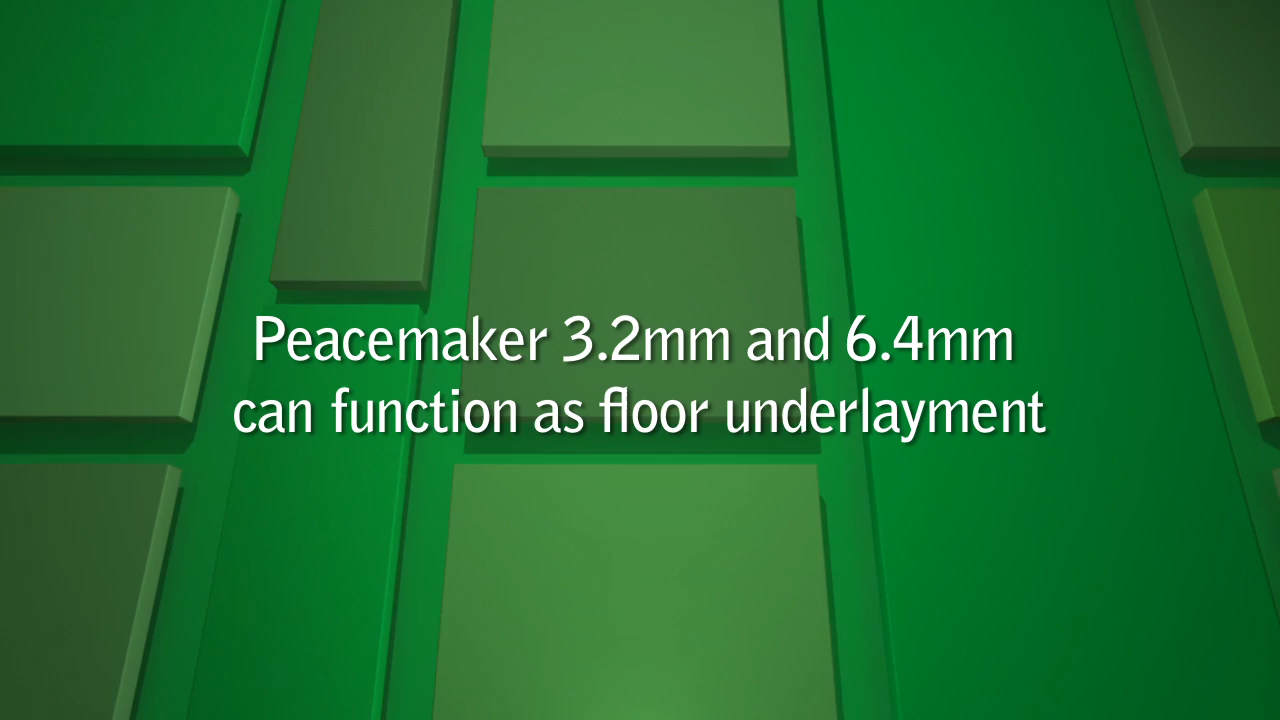 Peacemaker 3.2mm and 6.4mm
can function as floor underlayment